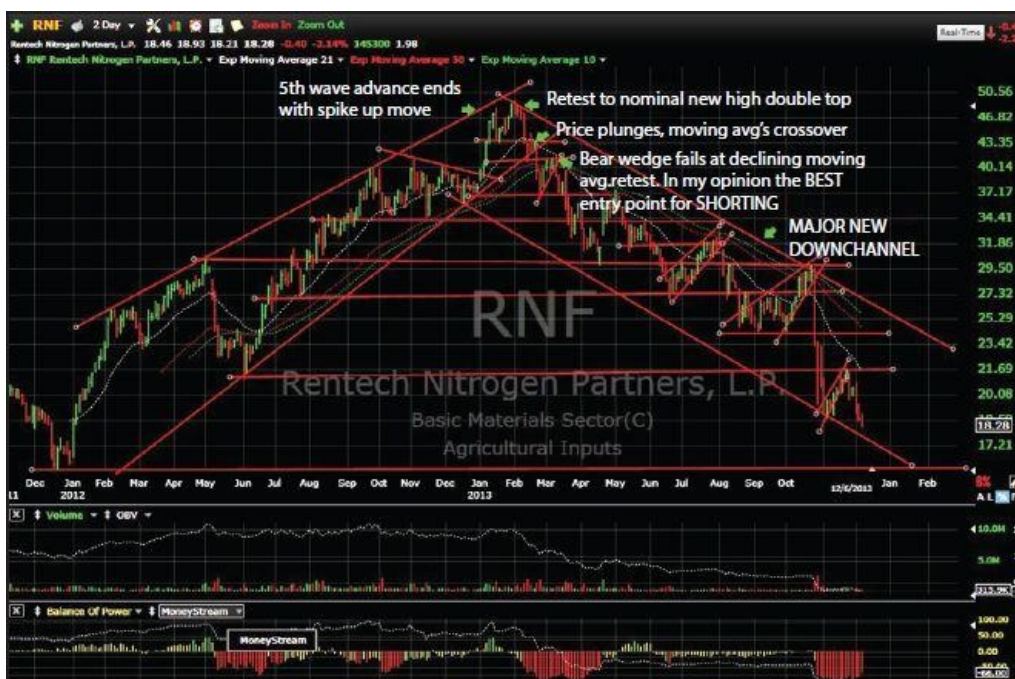 RNF 2 Day Zoom In Zoom Out
Real-Time
Rentech Nitrogen Partners, L.P. 18.46 18.93 18.21 18.28 -0.40 -2.14% 145300 1.98
RNF Rentech Nitrogen Partners, L.P. Exp Moving Average 21 Exp Moving Average 50 Exp Moving Average 10
5th wave advance ends
with spike up move
Retest to nominal new high double top
Price plunges, moving avg's crossover
Bear wedge fails at declining moving
avg.retest. In my opinion the BEST
entry point for SHORTING
MAJOR NEW
DOWNCHANNEL
50.56
46.82
43.35
40.14
37.17
34.41
31.86
29.50
27.32
25.29
23.42
21.69
20.08
18.28
17.21
RNF
Rentech Nitrogen Partners, L.P.
Basic Materials Sector(C)
Agricultural Inputs
Dec Jan Feb Mar Apr May Jun Jul Aug Sep Oct Nov Dec Jan Feb Mar Apr May Jun Jul Aug Sep Oct 12/6/2013 Jan Feb
11 2012 2013
X Volume OBV
10.0M
5.0M
X Balance Of Power MoneyStream
MoneyStream
100.00
50.00
0.00
-66.00